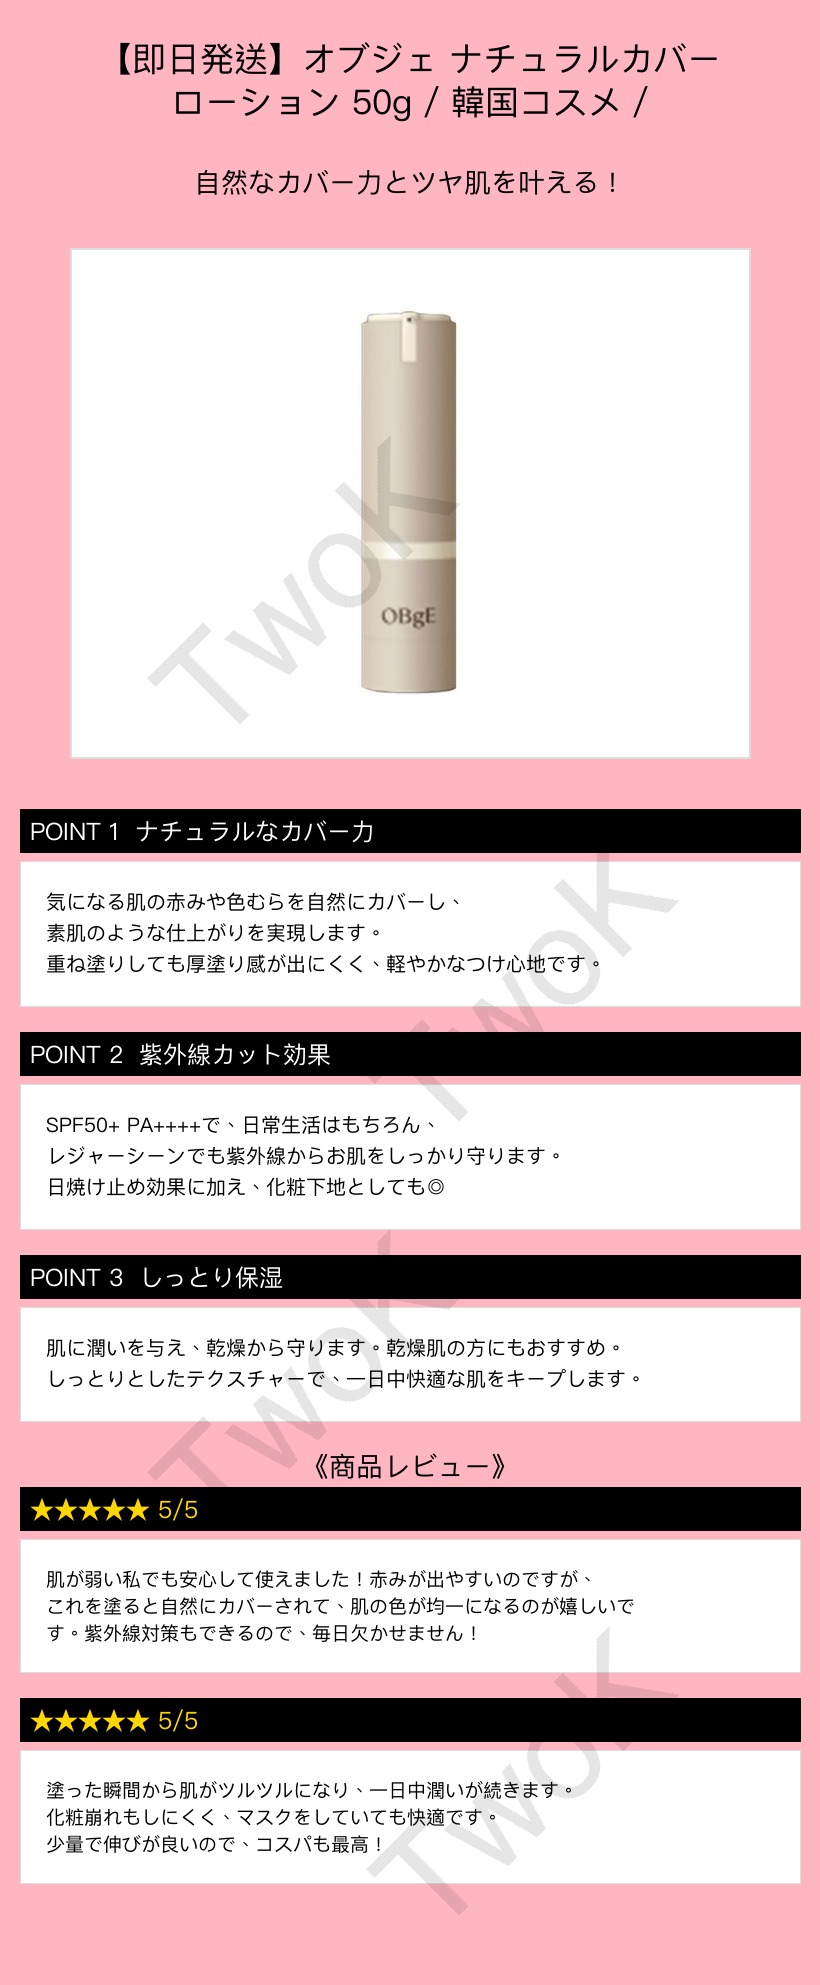 【即日発送】オブジェ ナチュラルカバー
ローション 50g / 韓国コスメ /
自然なカバー力とツヤ肌を叶える！
TwoK
OBgE
POINT 1 ナチュラルなカバー力
気になる肌の赤みや色むらを自然にカバーし、
素肌のような仕上がりを実現します。
重ね塗りしても厚塗り感が出にくく、軽やかなつけ心地です。
TwoK
POINT 2 紫外線カット効果
SPF50+ PA++++で、日常生活はもちろん、
レジャーシーンでも紫外線からお肌をしっかり守ります。
日焼け止め効果に加え、化粧下地としても◎
POINT 3 しっとり保湿
肌に潤いを与え、乾燥から守ります。乾燥肌の方にもおすすめ。
しっとりとしたテクスチャーで、一日中快適な肌をキープします。
TwoK
《商品レビュー》
★★★★★ 5/5
肌が弱い私でも安心して使えました！赤みが出やすいのですが、
これを塗ると自然にカバーされて、肌の色が均一になるのが嬉しいで
す。紫外線対策もできるので、毎日欠かせません！
★★★★★ 5/5
塗った瞬間から肌がツルツルになり、一日中潤いが続きます。
化粧崩れもしにくく、マスクをしていても快適です。
少量で伸びが良いので、コスパも最高！
TwoK